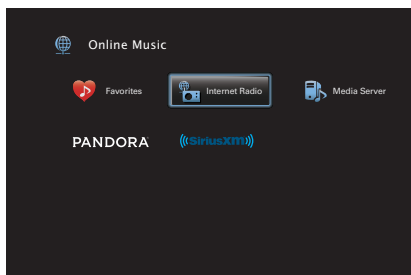 Online Music
Favorites
Internet Radio
Media Server
PANDORA
((SiriusXM))